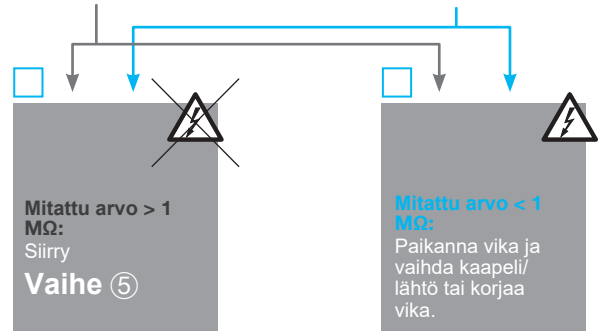 Mitattu arvo > 1
MΩ:
Siirry
Vaihe ⑤
Mitattu arvo < 1
MΩ:
Paikanna vika ja
vaihda kaapeli/
lähtö tai korjaa
vika.